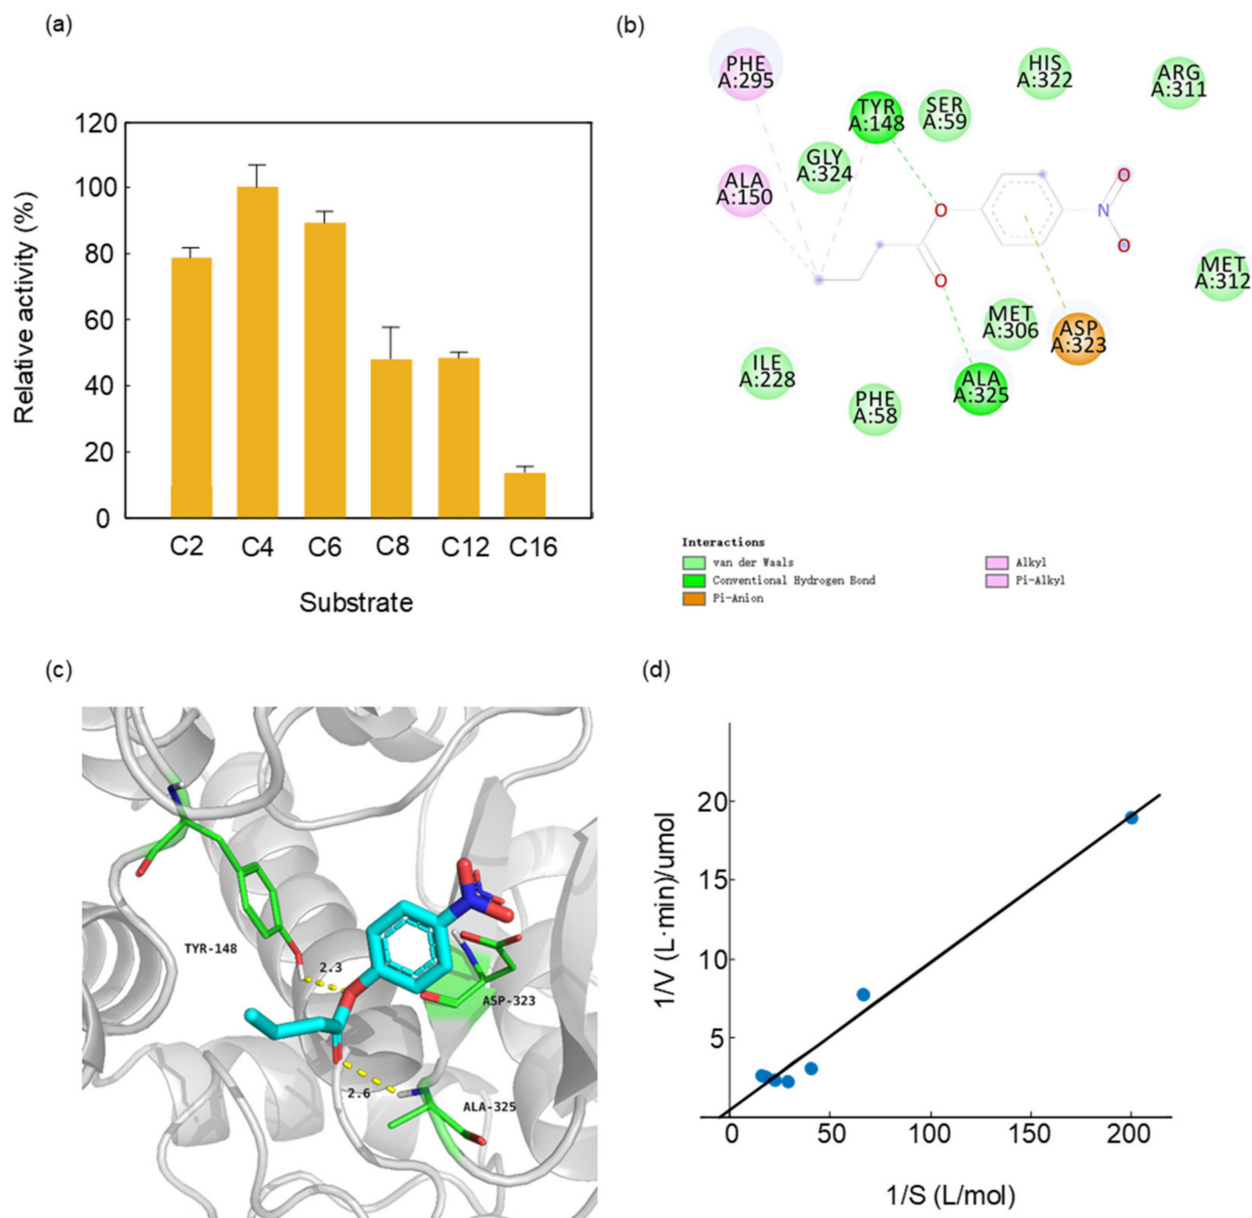 (a)
120
100
80
60
40
20
0
Relative activity (%)
C2 C4 C6 C8 C12 C16
Substrate
(b)
PHE
A:295
TYR
A:148
SER
A:59
HIS
A:322
ARG
A:311
GLY
A:324
ALA
A:150
O
O
N
O
O
MET
A:312
MET
A:306
ASP
A:323
ILE
A:228
PHE
A:58
ALA
A:325
Interactions
van der Waals
Conventional Hydrogen Bond
Pi-Anion
Alkyl
Pi-Alkyl
(c)
TYR-148
2.3
ASP-323
2.6
ALA-325
(d)
20
15
10
5
1/V (L·min)/umol
0 50 100 150 200
1/S (L/mol)